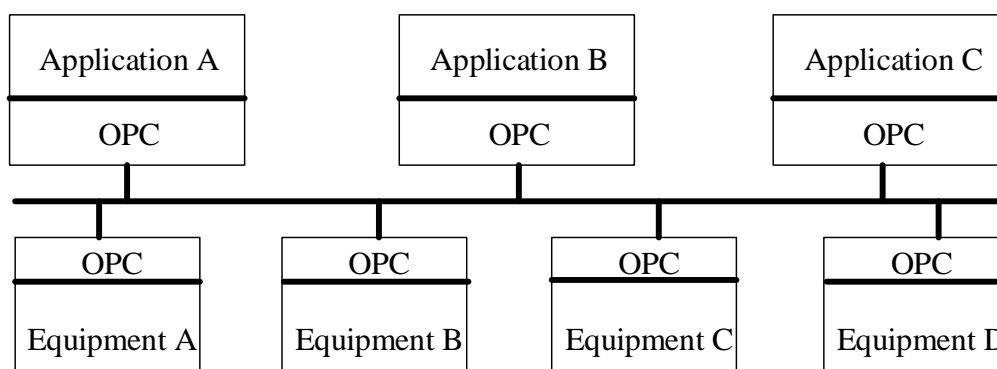 Application A
Application B
Application C
OPC
OPC
OPC
OPC
OPC
OPC
OPC
Equipment A
Equipment B
Equipment C
Equipment D